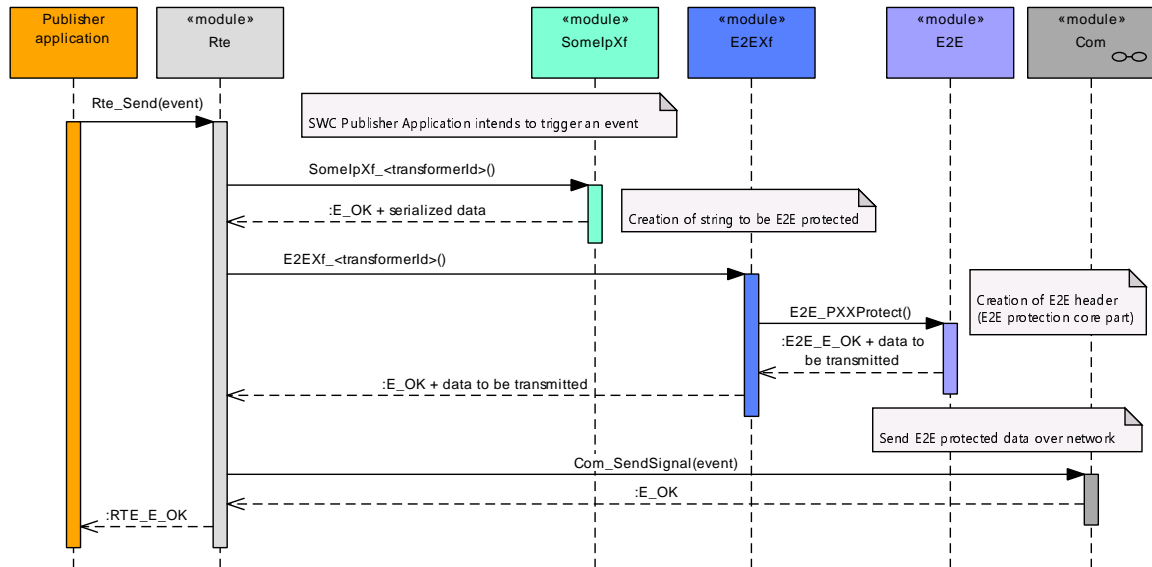 Publisher
application
«module»
Rte
«module»
SomeIpXf
«module»
E2EXf
«module»
E2E
«module»
Com
Rte_Send(event)
SWC Publisher Application intends to trigger an event
SomeIpXf_<transformerId>()
:E_OK + serialized data
Creation of string to be E2E protected
E2EXf_<transformerId>()
Creation of E2E header
(E2E protection core part)
E2E_PXXProtect()
:E2E_E_OK + data to
be transmitted
:E_OK + data to be transmitted
Send E2E protected data over network
Com_SendSignal(event)
:E_OK
:RTE_E_OK